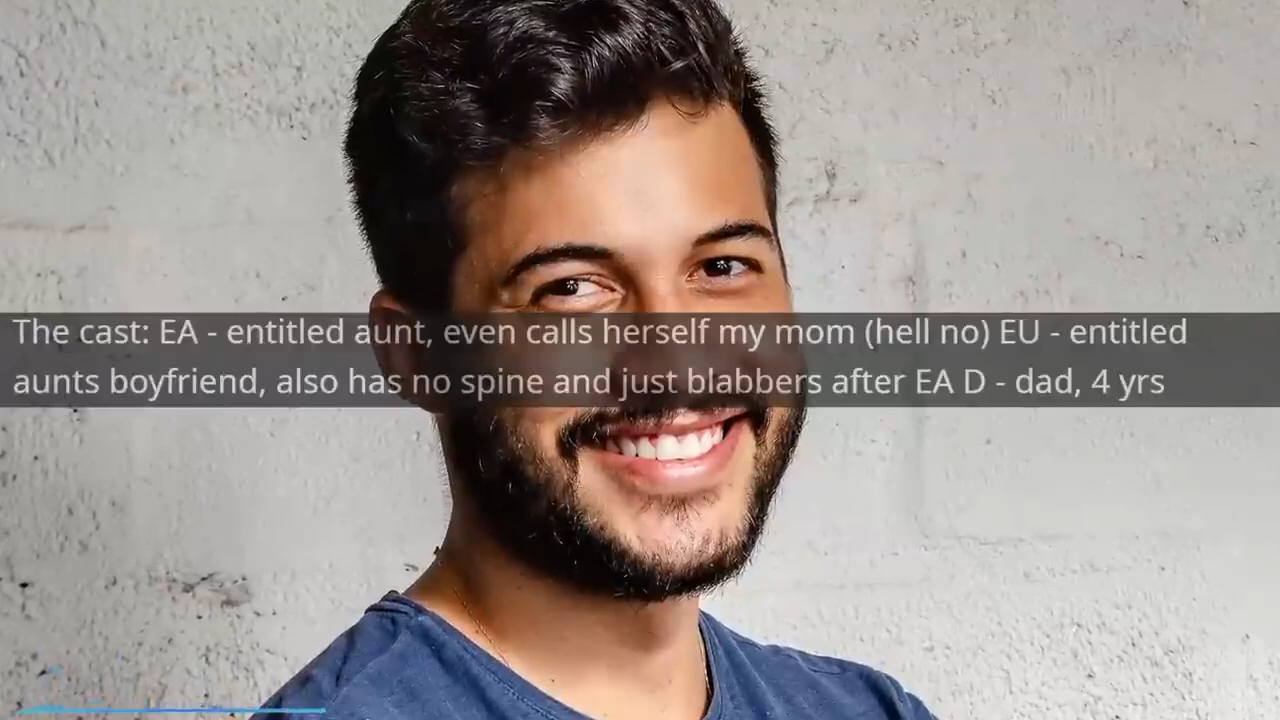 The cast: EA - entitled aunt, even calls herself my mom (hell no) EU - entitled
aunts boyfriend, also has no spine and just blabbers after EA D - dad, 4 yrs